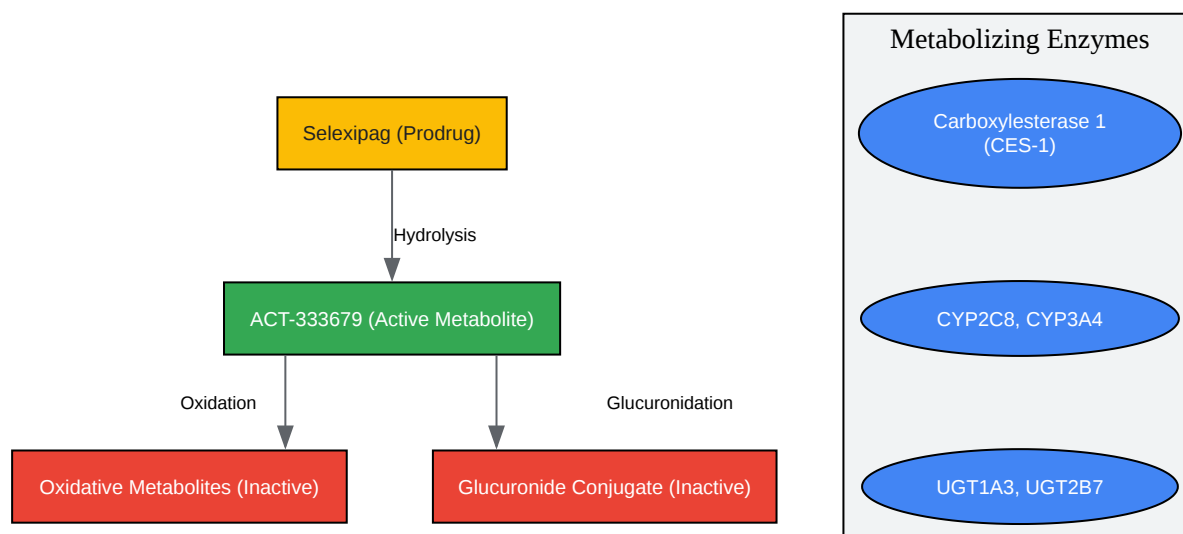 Metabolizing Enzymes
Selexipag (Prodrug)
Carboxylesterase 1
(CES-1)
Hydrolysis
ACT-333679 (Active Metabolite)
CYP2C8, CYP3A4
Oxidation
Glucuronidation
Oxidative Metabolites (Inactive)
Glucuronide Conjugate (Inactive)
UGT1A3, UGT2B7